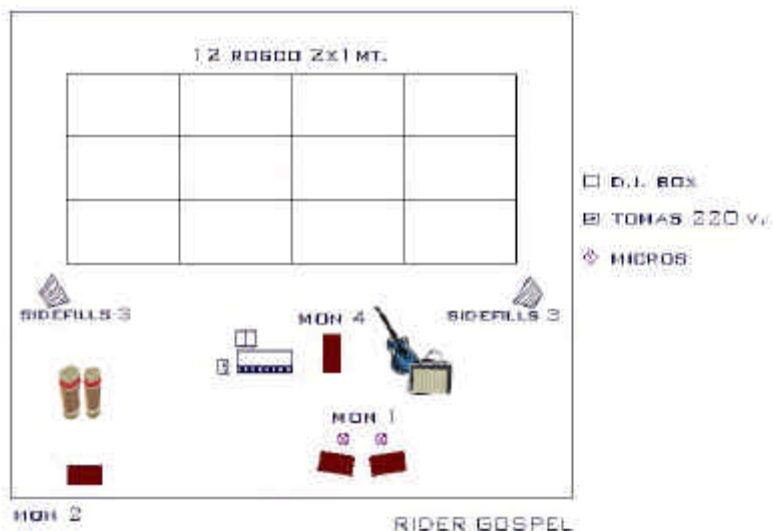 12 ROSCO 2X1 MT.
D.I. BOX
TOMAS 220 V.
MICROS
SIDEFILLS 3
MON 4
SIDEFILLS 3
MON 1
MON 2
RIDER GOSPEL